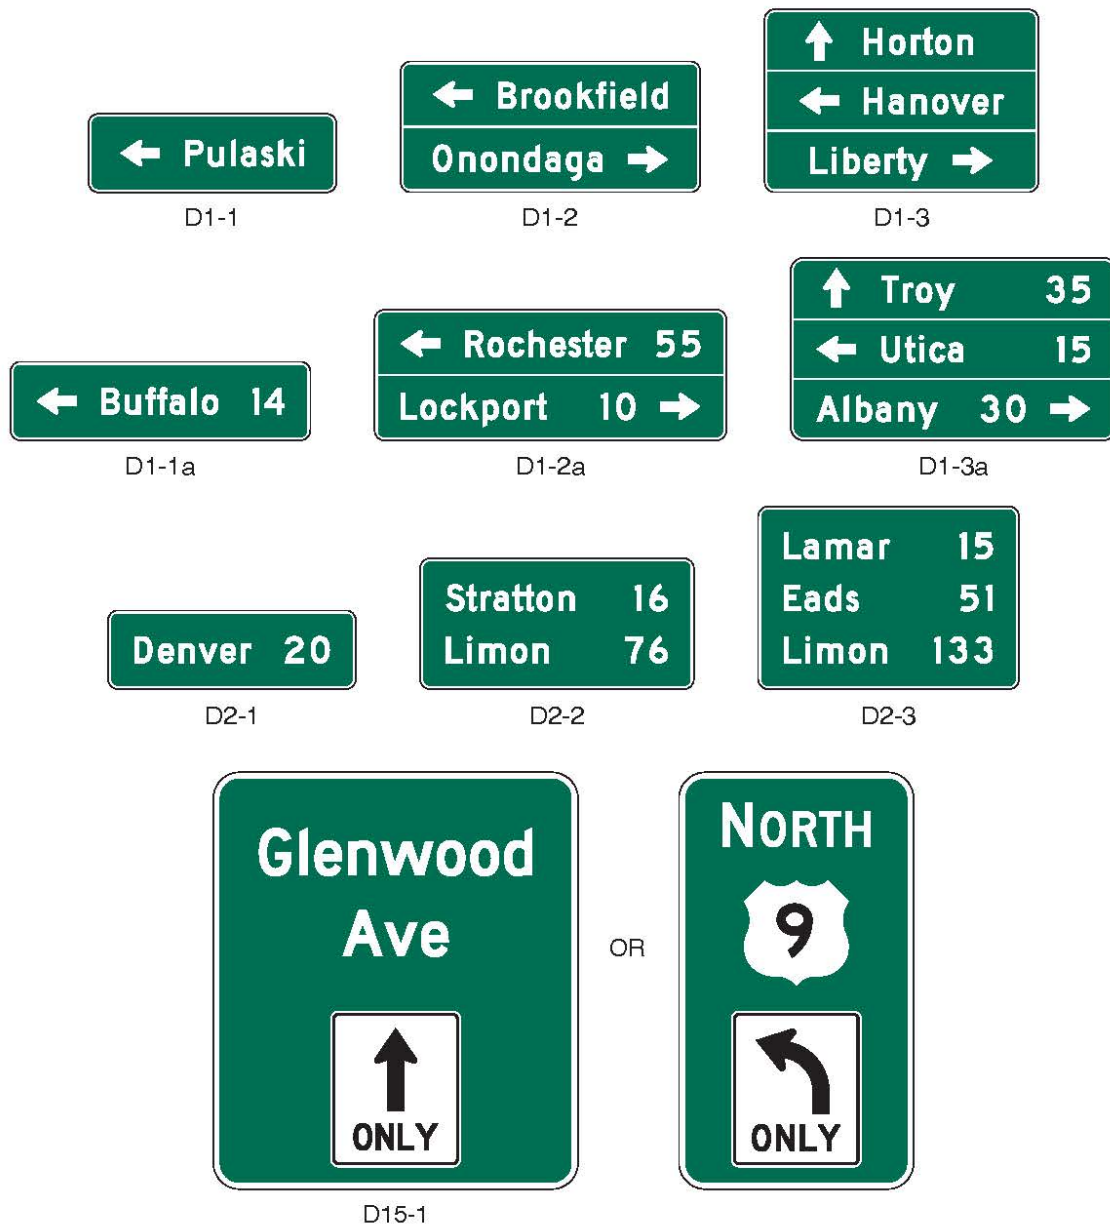 Pulaski
D1-1
Brookfield
Onondaga
D1-2
Horton
Hanover
Liberty
D1-3
Buffalo 14
D1-1a
Rochester 55
Lockport 10
D1-2a
Troy 35
Utica 15
Albany 30
D1-3a
Denver 20
D2-1
Stratton 16
Limon 76
D2-2
Lamar 15
Eads 51
Limon 133
D2-3
Glenwood
Ave
ONLY
OR
NORTH
9
ONLY
D15-1